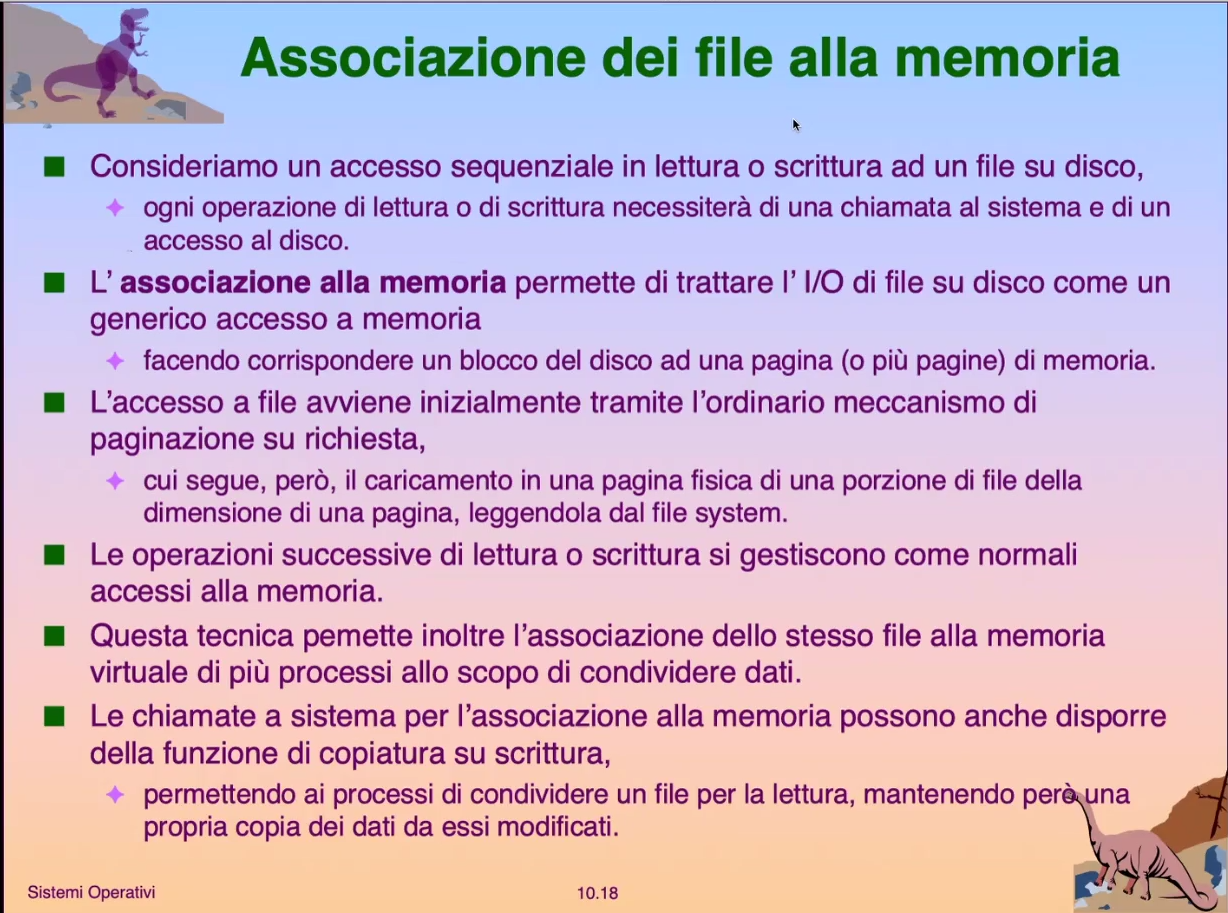 Associazione dei file alla memoria
Consideriamo un accesso sequenziale in lettura o scrittura ad un file su disco,
ogni operazione di lettura o di scrittura necessiterà di una chiamata al sistema e di un
accesso al disco.
L' associazione alla memoria permette di trattare l' I/O di file su disco come un
generico accesso a memoria
facendo corrispondere un blocco del disco ad una pagina (o più pagine) di memoria.
L'accesso a file avviene inizialmente tramite l'ordinario meccanismo di
paginazione su richiesta,
cui segue, però, il caricamento in una pagina fisica di una porzione di file della
dimensione di una pagina, leggendola dal file system.
Le operazioni successive di lettura o scrittura si gestiscono come normali
accessi alla memoria.
Questa tecnica pemette inoltre l'associazione dello stesso file alla memoria
virtuale di più processi allo scopo di condividere dati.
Le chiamate a sistema per l'associazione alla memoria possono anche disporre
della funzione di copiatura su scrittura,
permettendo ai processi di condividere un file per la lettura, mantenendo però una
propria copia dei dati da essi modificati.
Sistemi Operativi
10.18